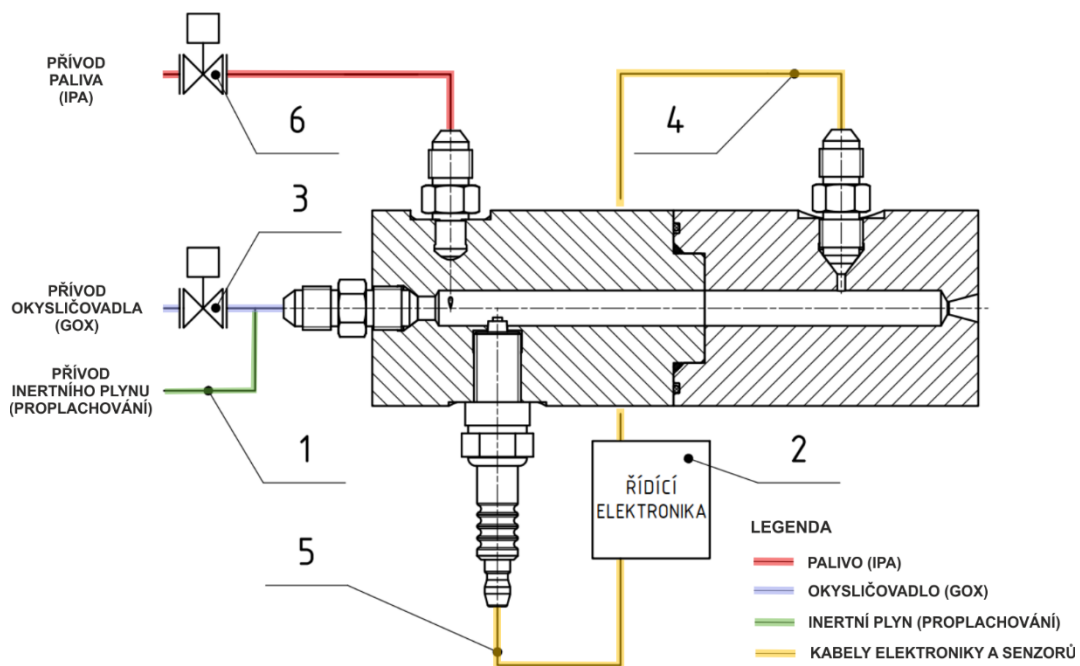 PŘÍVOD
PALIVA
(IPA)
6
4
3
PŘÍVOD
OKYSLIČOVADLA
(GOX)
PŘÍVOD
INERTNÍHO PLYNU
(PROPLACHOVÁNÍ)
1
2
ŘÍDÍCÍ
ELEKTRONIKA
5
LEGENDA
PALIVO (IPA)
OKYSLIČOVADLO (GOX)
INERTNÍ PLYN (PROPLACHOVÁNÍ)
KABELY ELEKTRONIKY A SENZORŮ